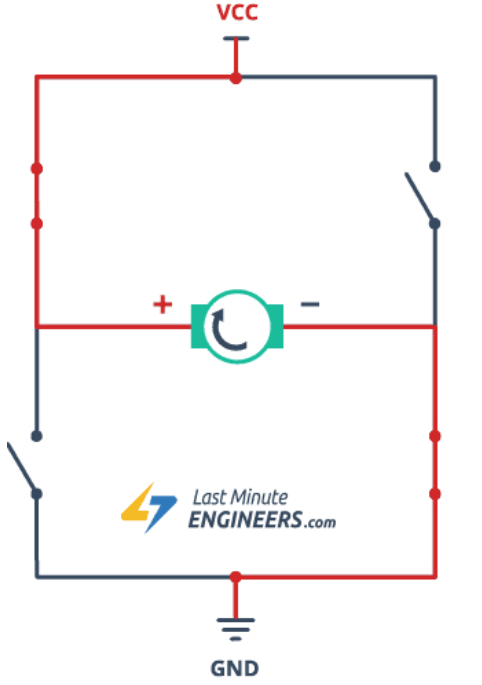 VCC
+ −
Last Minute
ENGINEERS.com
GND